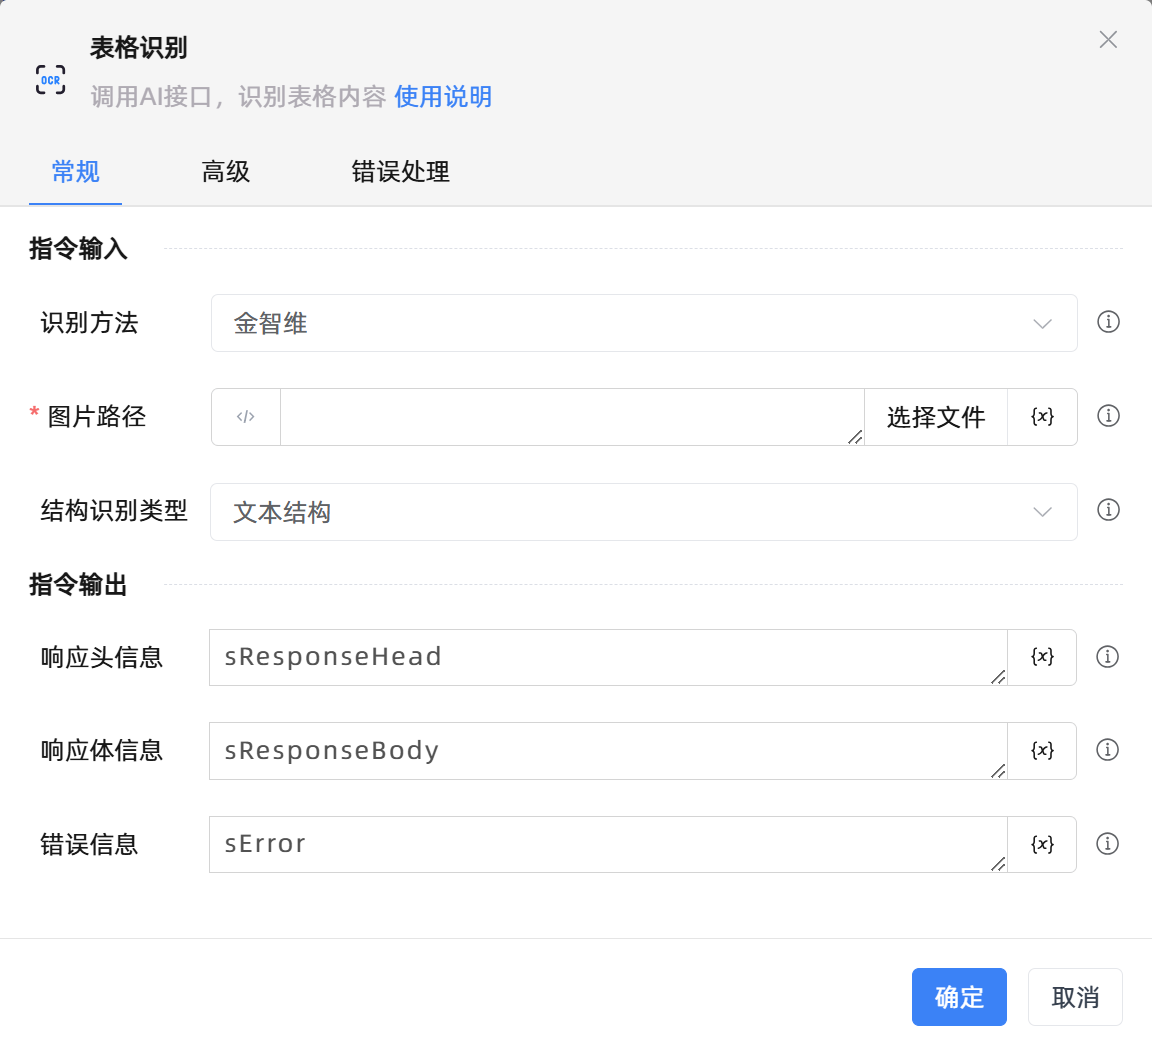 表格识别
OCR
调用AI接口，识别表格内容 使用说明
常规 高级 错误处理
指令输入
识别方法 金智维
* 图片路径 </> 选择文件 {x}
结构识别类型 文本结构
指令输出
响应头信息 sResponseHead {x}
响应体信息 sResponseBody {x}
错误信息 sError {x}
确定 取消